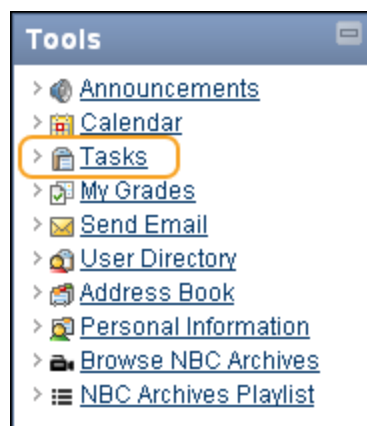 Tools
Announcements
Calendar
Tasks
My Grades
Send Email
User Directory
Address Book
Personal Information
Browse NBC Archives
NBC Archives Playlist